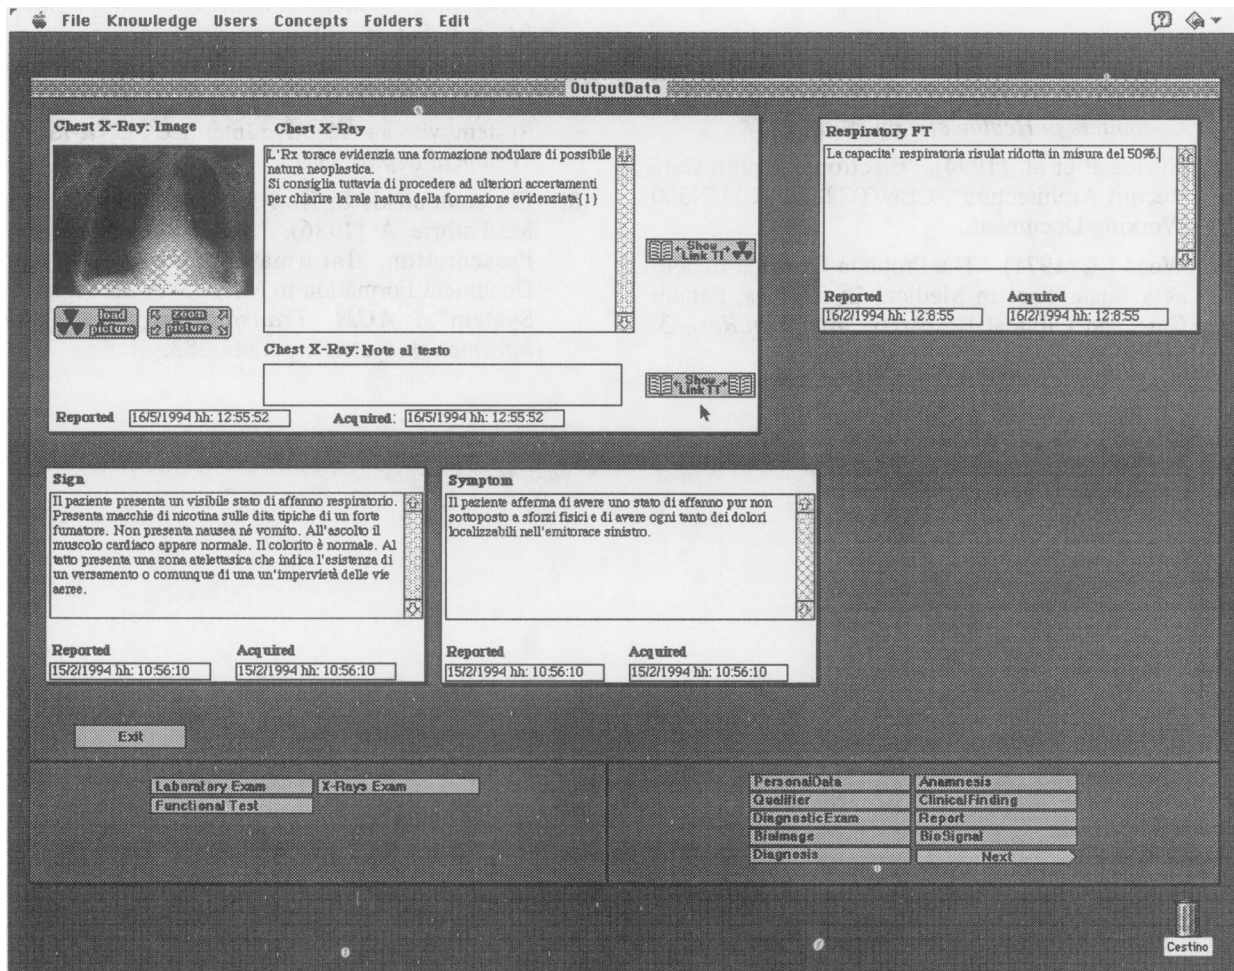 File Knowledge Users Concepts Folders Edit
OutputData
Chest X-Ray: Image
Chest X-Ray
L'Rx torace evidenzia una formazione nodulare di possibile
natura neoplastica.
Si consiglia tuttavia di procedere ad ulteriori accertamenti
per chiarire la rale natura della formazione evidenziata{1}
load
picture
zoom
picture
Show
Link TI
Chest X-Ray: Note al testo
Show
Link TT
Reported 16/5/1994 hh: 12:55:52 Acquired: 16/5/1994 hh: 12:55:52
Respiratory FT
La capacita' respiratoria risulat ridotta in misura del 50%.
Reported Acquired
16/2/1994 hh: 12:8:55 16/2/1994 hh: 12:8:55
Sign
Il paziente presenta un visibile stato di affanno respiratorio.
Presenta macchie di nicotina sulle dita tipiche di un forte
fumatore. Non presenta nausea né vomito. All'ascolto il
muscolo cardiaco appare normale. Il colorito è normale. Al
tatto presenta una zona atelettasica che indica l'esistenza di
un versamento o comunque di una un'impervietà delle vie
aeree.
Reported Acquired
15/2/1994 hh: 10:56:10 15/2/1994 hh: 10:56:10
Symptom
Il paziente afferma di avere uno stato di affanno pur non
sottoposto a sforzi fisici e di avere ogni tanto dei dolori
localizzabili nell'emitorace sinistro.
Reported Acquired
15/2/1994 hh: 10:56:10 15/2/1994 hh: 10:56:10
Exit
Laboratory Exam X-Rays Exam
Functional Test
PersonalData Anamnesis
Qualifier ClinicalFinding
DiagnosticExam Report
BioImage BioSignal
Diagnosis Next
Cestino